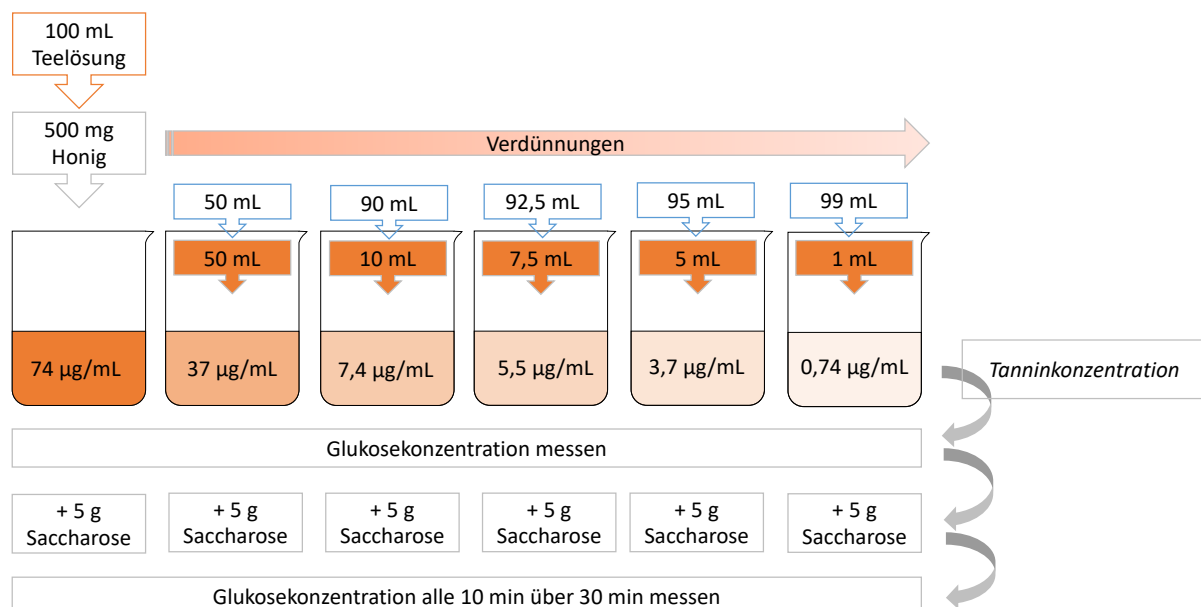 100 mL
Teelösung
500 mg
Honig
Verdünnungen
50 mL
90 mL
92,5 mL
95 mL
99 mL
50 mL
10 mL
7,5 mL
5 mL
1 mL
74 µg/mL
37 µg/mL
7,4 µg/mL
5,5 µg/mL
3,7 µg/mL
0,74 µg/mL
Tanninkonzentration
Glukosekonzentration messen
+ 5 g
Saccharose
+ 5 g
Saccharose
+ 5 g
Saccharose
+ 5 g
Saccharose
+ 5 g
Saccharose
+ 5 g
Saccharose
Glukosekonzentration alle 10 min über 30 min messen